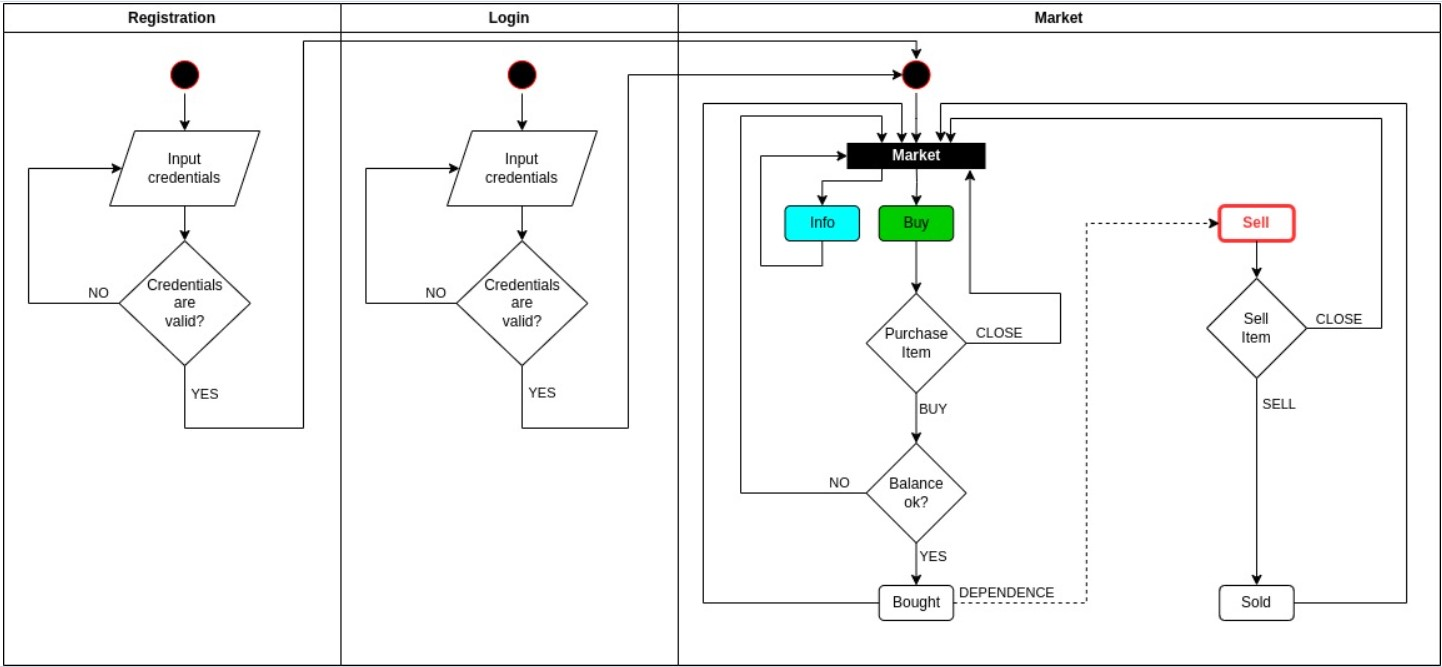 Registration
Login
Market
Input
credentials
Credentials
are
valid?
NO
YES
Input
credentials
Credentials
are
valid?
NO
YES
Market
Info
Buy
Sell
Purchase
Item
CLOSE
BUY
Sell
Item
CLOSE
SELL
Balance
ok?
NO
YES
Bought
DEPENDENCE
Sold